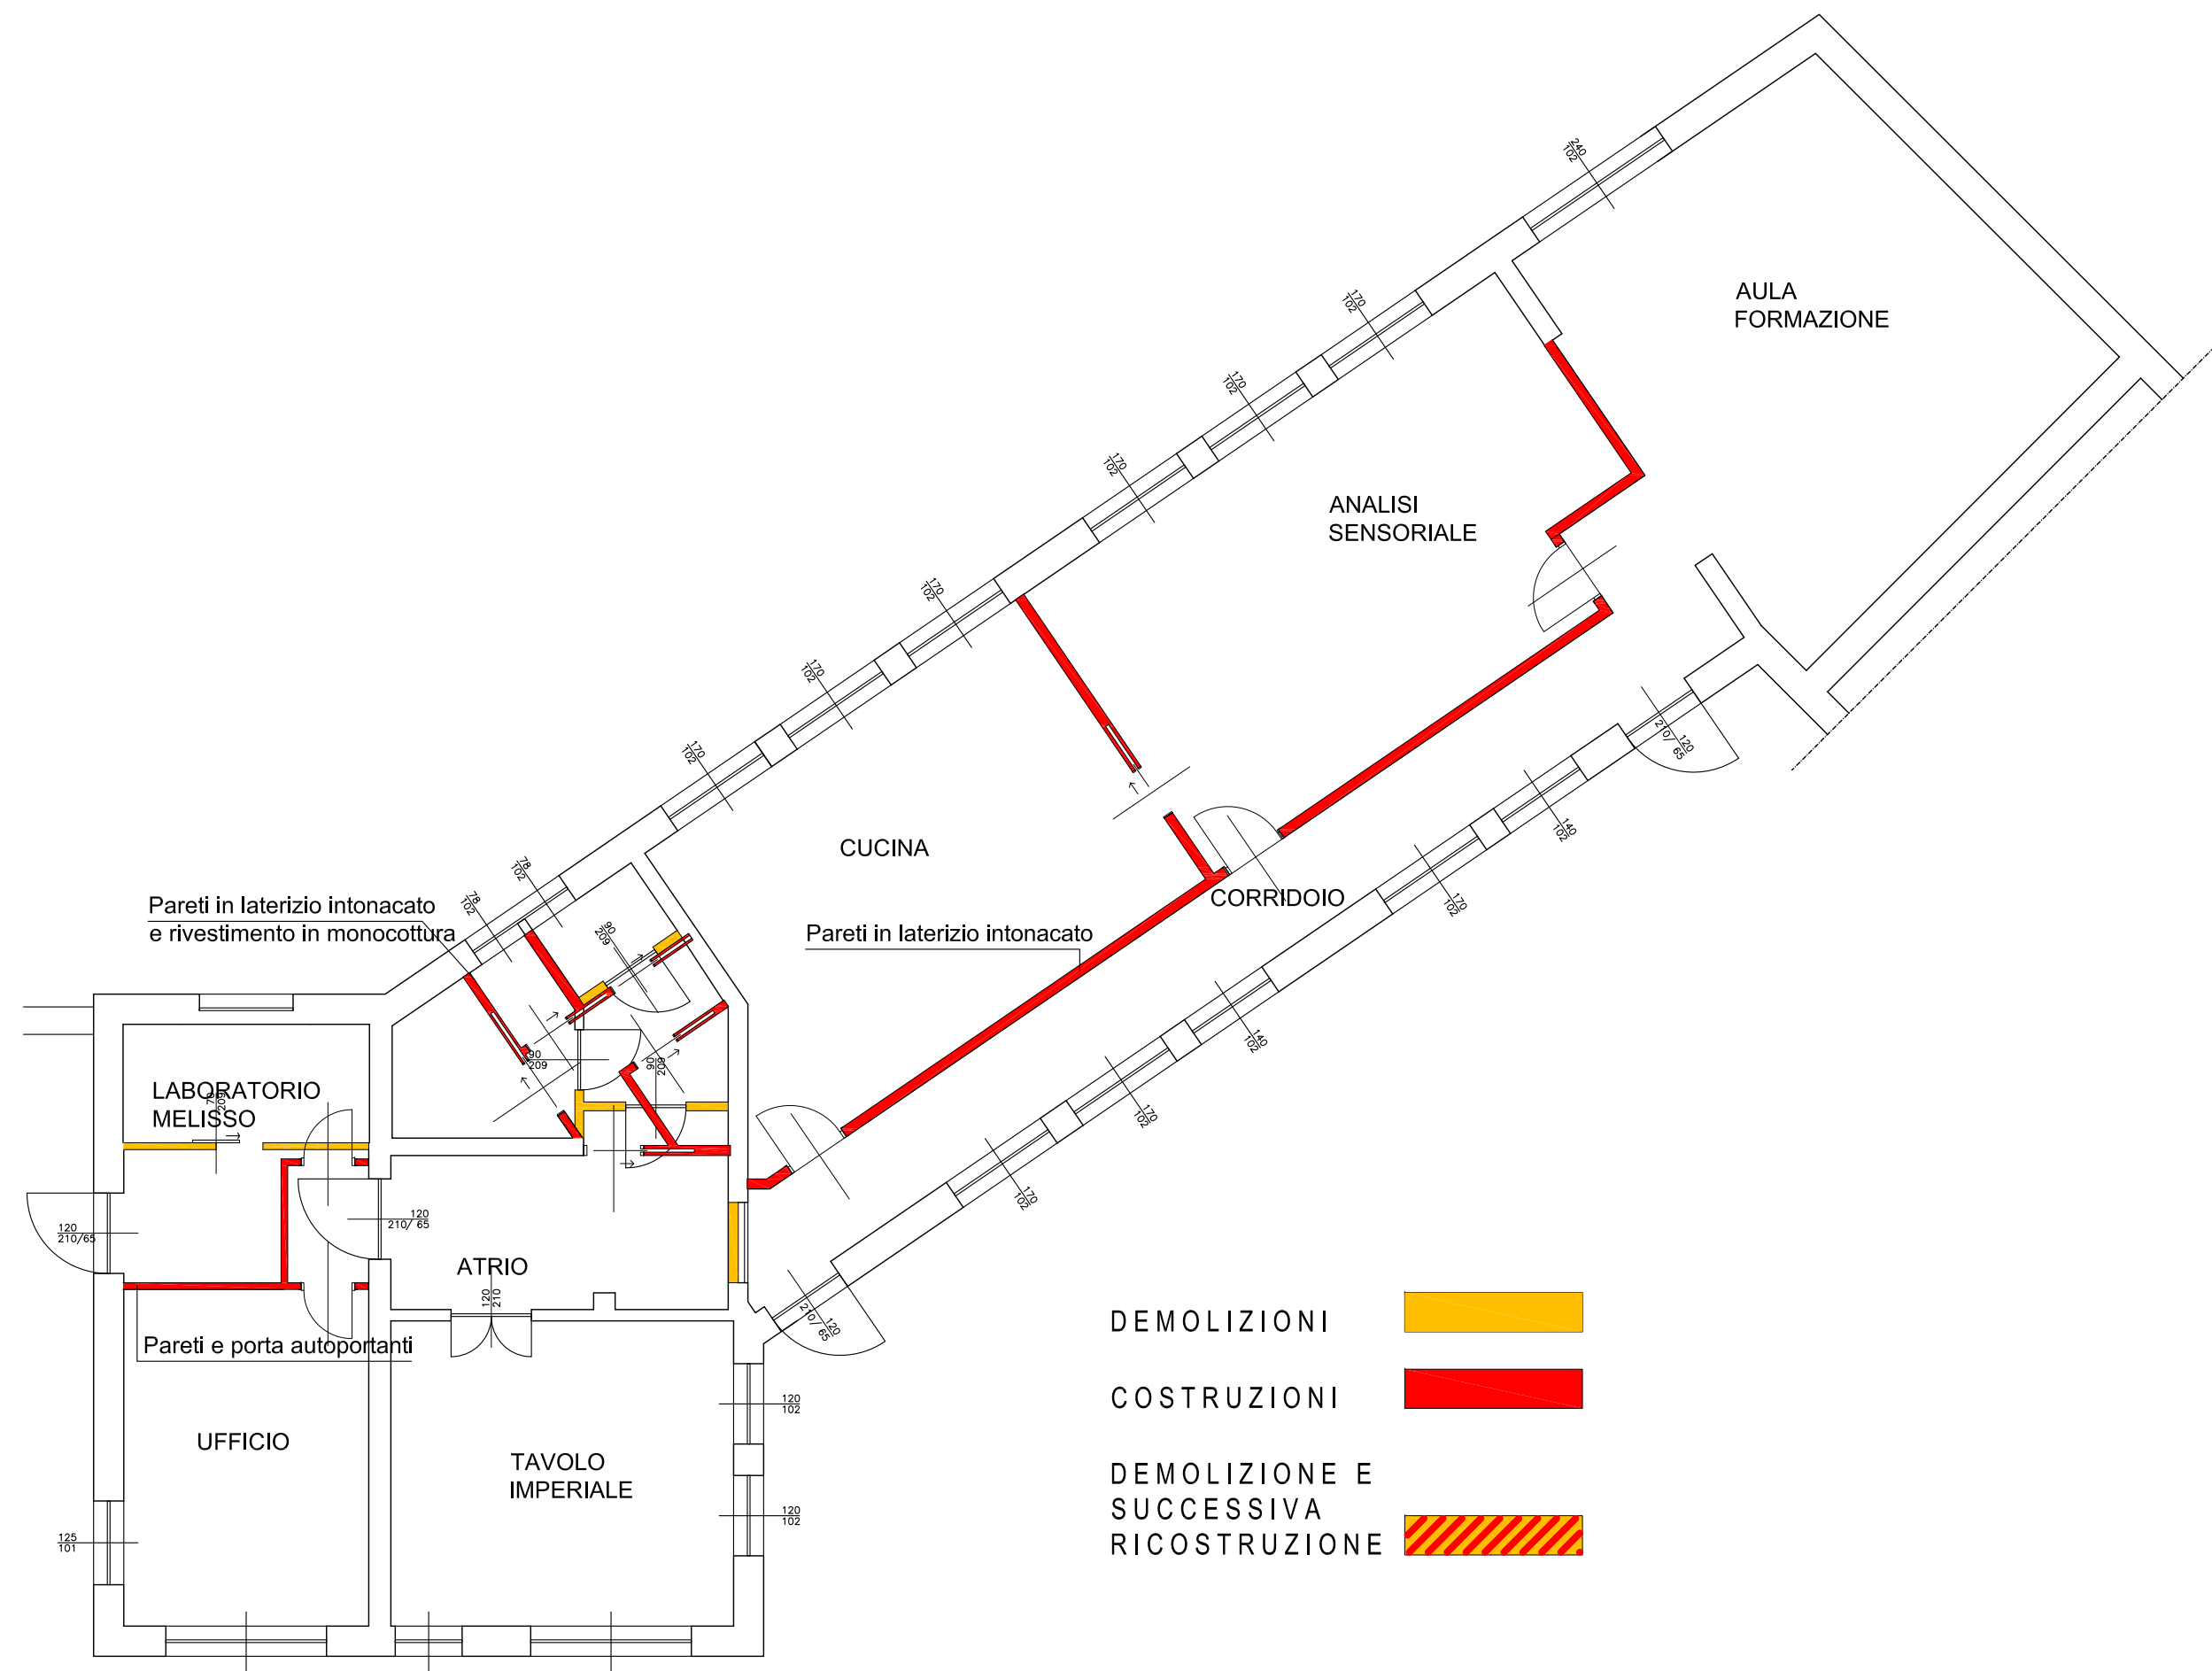 240
102
170
102
170
102
170
102
170
102
170
102
170
102
78
102
78
102
AULA
FORMAZIONE
ANALISI
SENSORIALE
CUCINA
CORRIDOIO
Pareti in laterizio intonacato
e rivestimento in monocottura
Pareti in laterizio intonacato
90
209
90
209
90
209
120
210/ 65
140
102
170
102
140
102
170
102
170
102
LABORATORIO
MELISSO
70
209
120
210/65
120
210/ 65
ATRIO
120
210
120
210/ 65
Pareti e porta autoportanti
UFFICIO
TAVOLO
IMPERIALE
120
102
120
102
125
101
DEMOLIZIONI
COSTRUZIONI
DEMOLIZIONE E
SUCCESSIVA
RICOSTRUZIONE